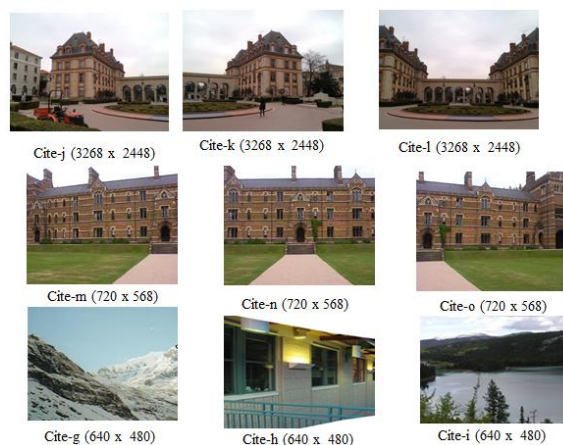 Cite-j (3268 x 2448)
Cite-k (3268 x 2448)
Cite-l (3268 x 2448)
Cite-m (720 x 568)
Cite-n (720 x 568)
Cite-o (720 x 568)
Cite-g (640 x 480)
Cite-h (640 x 480)
Cite-i (640 x 480)